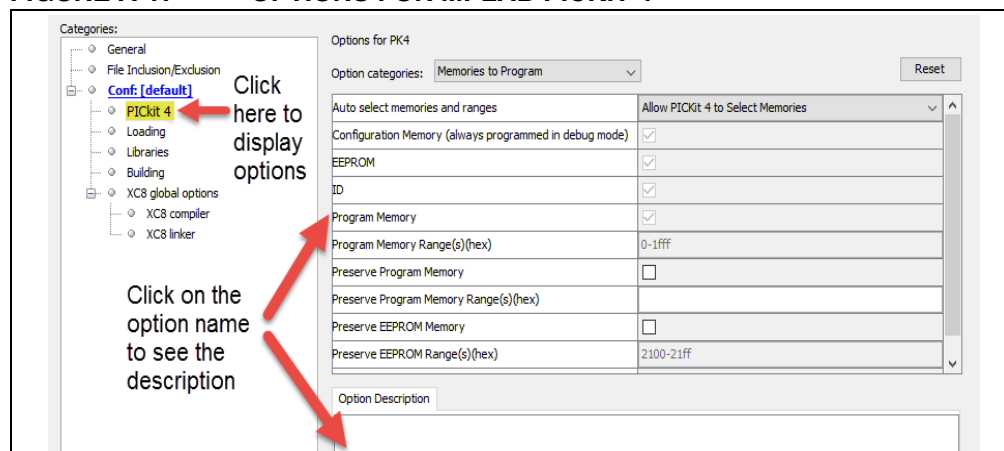 Categories:
General
File Inclusion/Exclusion
Conf: [default]
PICkit 4
Loading
Libraries
Building
XC8 global options
XC8 compiler
XC8 linker
Click
here to
display
options
Click on the
option name
to see the
description
Options for PK4
Option categories: Memories to Program
Reset
Auto select memories and ranges Allow PICKit 4 to Select Memories
Configuration Memory (always programmed in debug mode)
EEPROM
ID
Program Memory
Program Memory Range(s)(hex) 0-1fff
Preserve Program Memory
Preserve Program Memory Range(s)(hex)
Preserve EEPROM Memory
Preserve EEPROM Range(s)(hex) 2100-21ff
Option Description